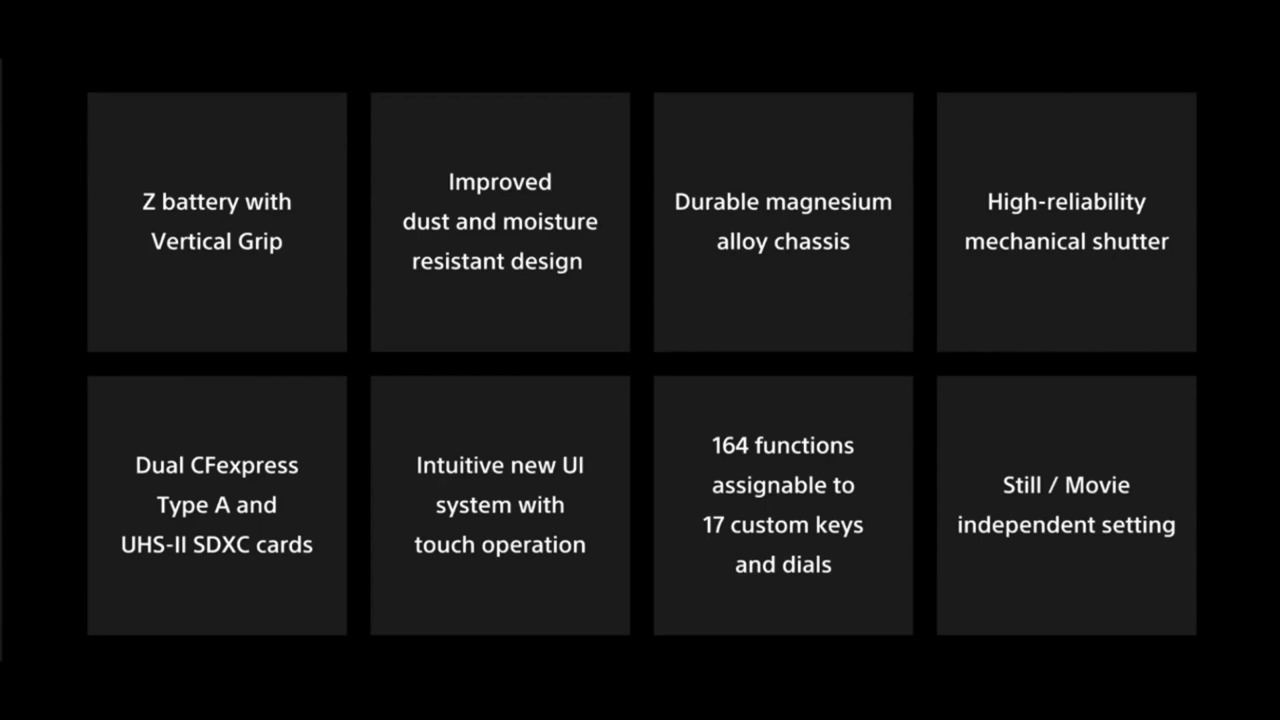 Z battery with
Vertical Grip
Improved
dust and moisture
resistant design
Durable magnesium
alloy chassis
High-reliability
mechanical shutter
Dual CFexpress
Type A and
UHS-II SDXC cards
Intuitive new UI
system with
touch operation
164 functions
assignable to
17 custom keys
and dials
Still / Movie
independent setting